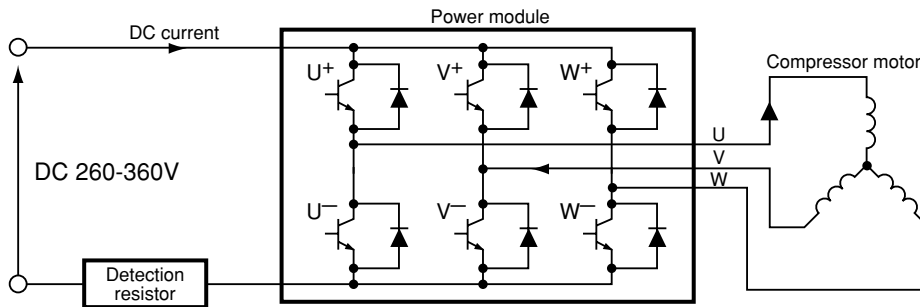 Power module
DC current
U+
V+
W+
Compressor motor
U
V
W
DC 260-360V
U−
V−
W−
Detection
resistor